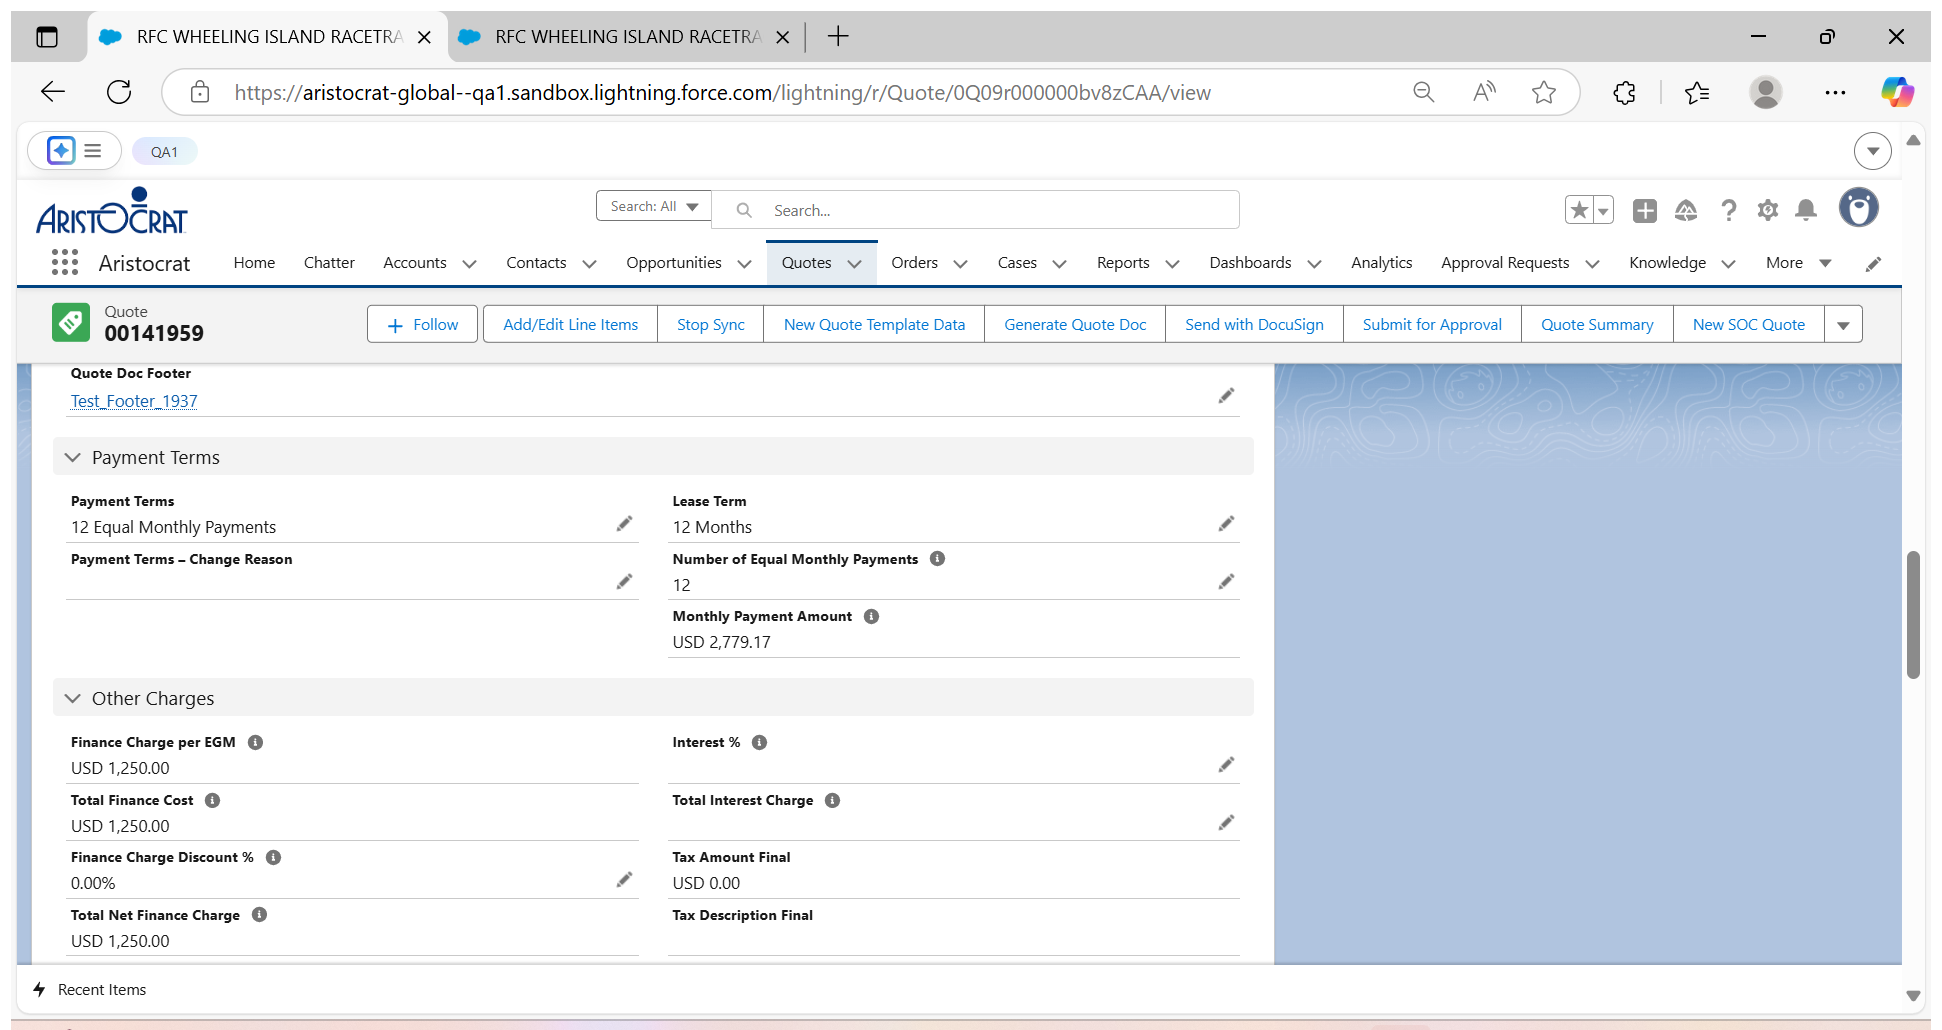 RFC WHEELING ISLAND RACETRA
RFC WHEELING ISLAND RACETRA
https://aristocrat-global--qa1.sandbox.lightning.force.com/lightning/r/Quote/0Q09r000000bv8zCAA/view
QA1
ARISTOCRAT
Search: All
Search...
Aristocrat Home Chatter Accounts Contacts Opportunities Quotes Orders Cases Reports Dashboards Analytics Approval Requests Knowledge More
Quote
00141959
Follow Add/Edit Line Items Stop Sync New Quote Template Data Generate Quote Doc Send with DocuSign Submit for Approval Quote Summary New SOC Quote
Quote Doc Footer
Test_Footer_1937
Payment Terms
Payment Terms
12 Equal Monthly Payments
Lease Term
12 Months
Payment Terms – Change Reason
Number of Equal Monthly Payments
12
Monthly Payment Amount
USD 2,779.17
Other Charges
Finance Charge per EGM
USD 1,250.00
Interest %
Total Finance Cost
USD 1,250.00
Total Interest Charge
Finance Charge Discount %
0.00%
Tax Amount Final
USD 0.00
Total Net Finance Charge
USD 1,250.00
Tax Description Final
Recent Items